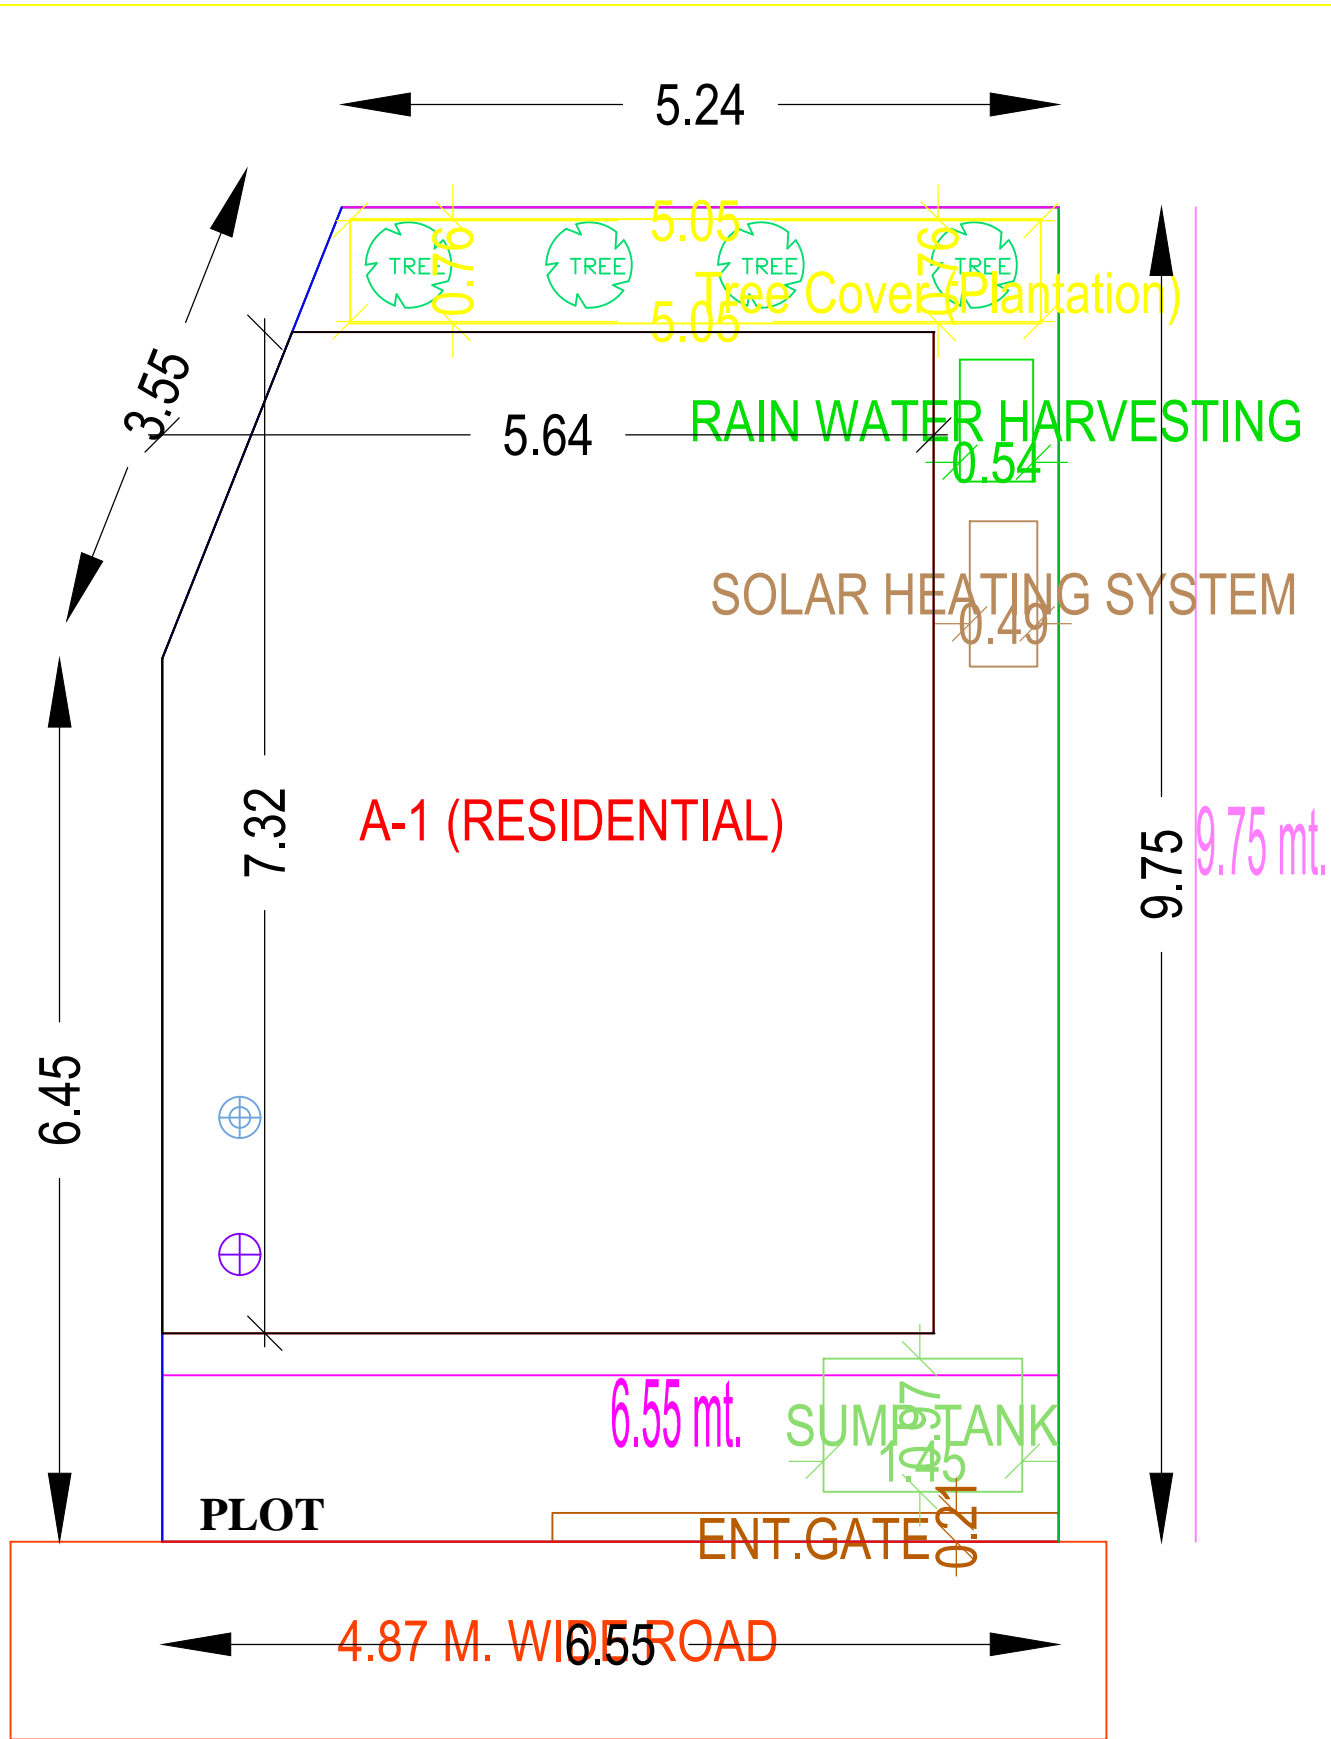 5.24
5.05
TREE
0.76
TREE
TREE
0.76
TREE
Tree Cover (Plantation)
5.05
3.55
5.64
RAIN WATER HARVESTING
0.54
SOLAR HEATING SYSTEM
0.49
7.32
A-1 (RESIDENTIAL)
9.75
9.75 mt.
6.45
6.55 mt.
0.97
SUMP TANK
1.45
PLOT
ENT.GATE
0.21
4.87 M. WIDE ROAD
6.55